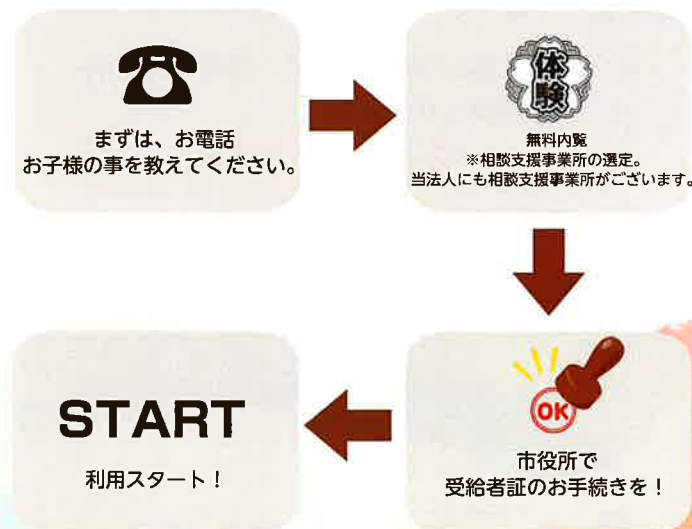 まずは、お電話
お子様の事を教えてください。
体験
無料内覧
※相談支援事業所の選定。
当法人にも相談支援事業所がございます。
OK
市役所で
受給者証のお手続きを！
START
利用スタート！